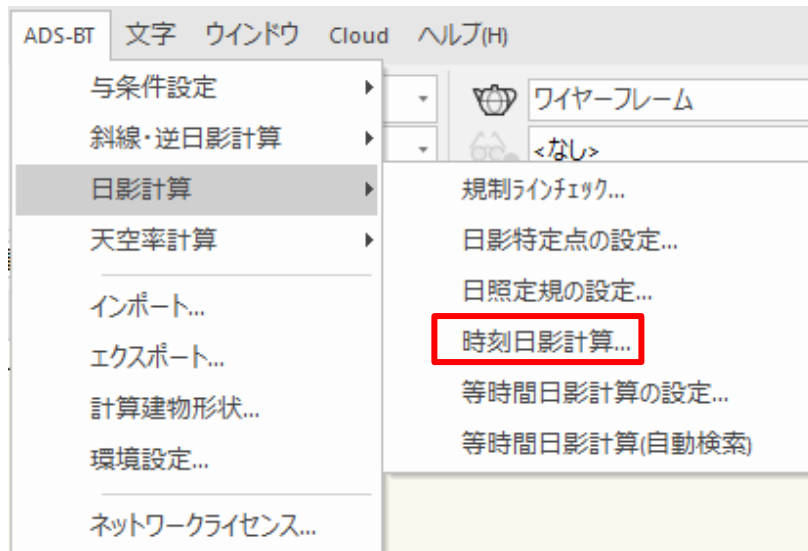 ADS-BT 文字 ウインドウ Cloud ヘルプ(H)
与条件設定
ワイヤーフレーム
斜線・逆日影計算
<なし>
日影計算
規制ラインチェック...
天空率計算
日影特定点の設定...
インポート...
日照定規の設定...
エクスポート...
時刻日影計算...
計算建物形状...
等時間日影計算の設定...
環境設定...
等時間日影計算(自動検索)
ネットワークライセンス...